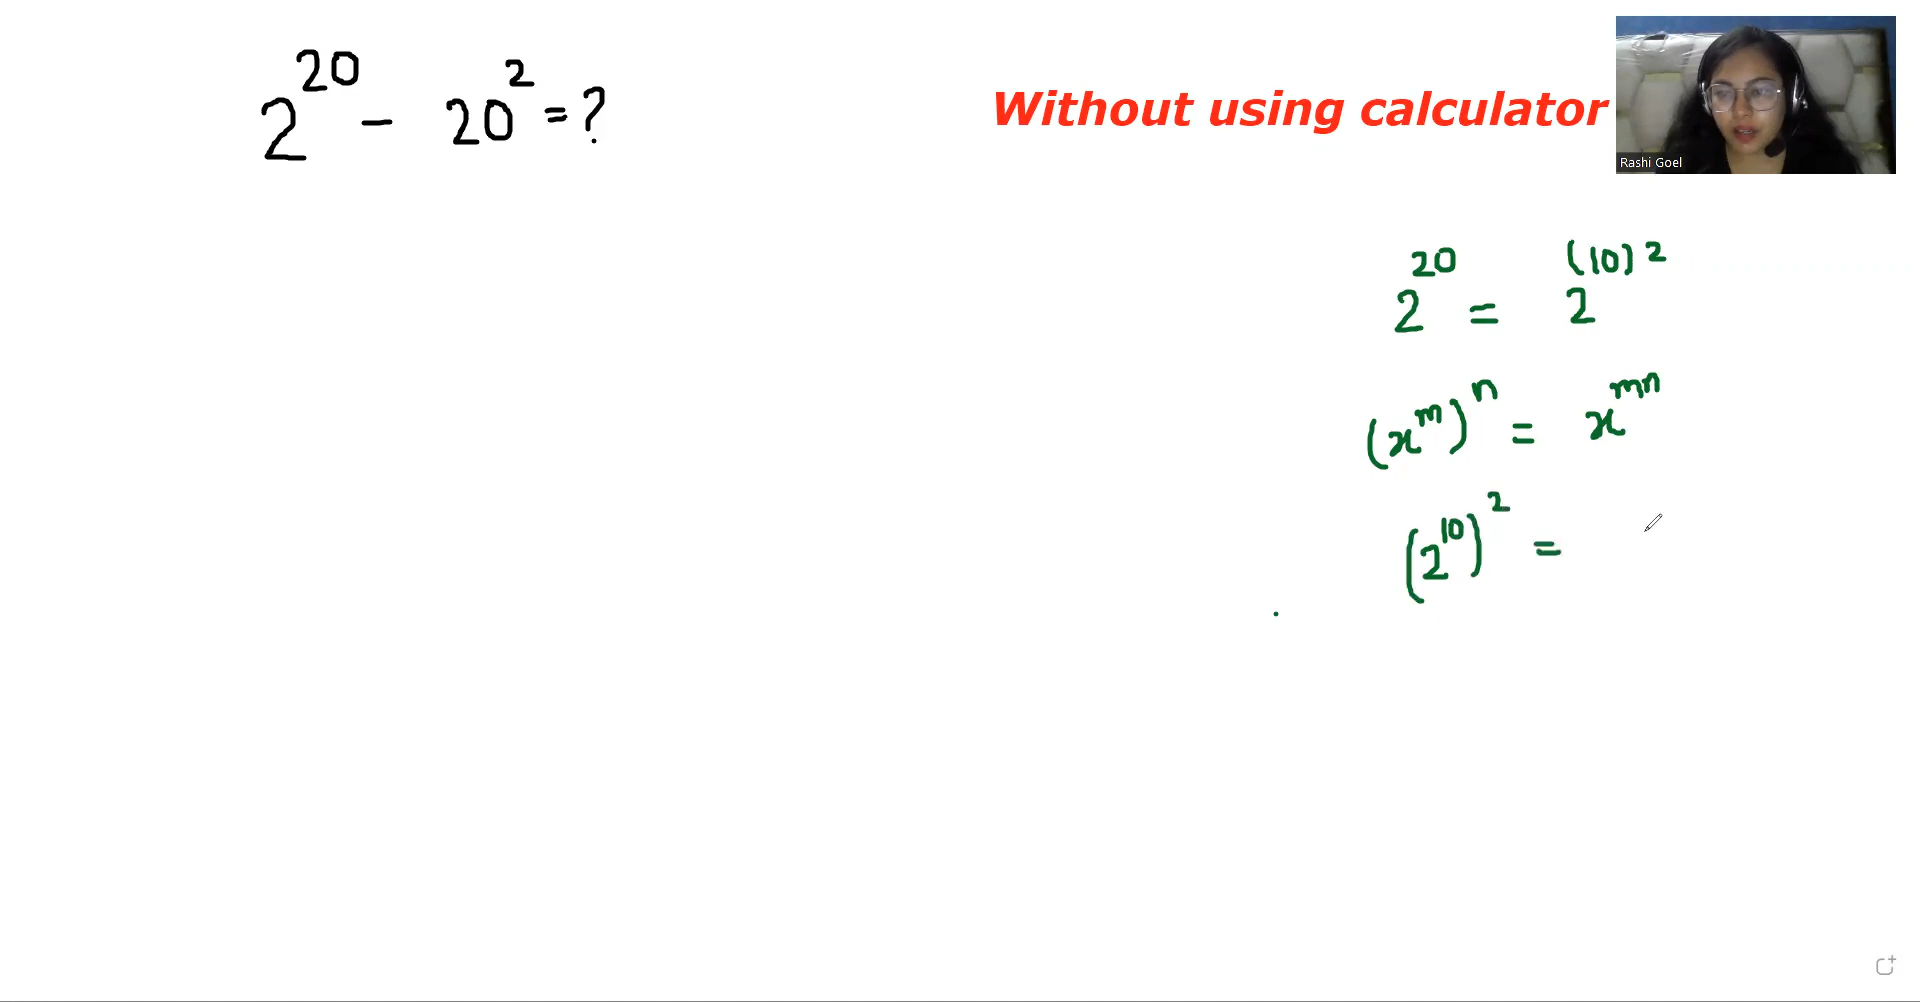 2^20 - 20^2 = ?
Without using calculator
Rashi Goel
2^20 = 2^(10)2
(x^m)^n = x^mn
(2^10)^2 =